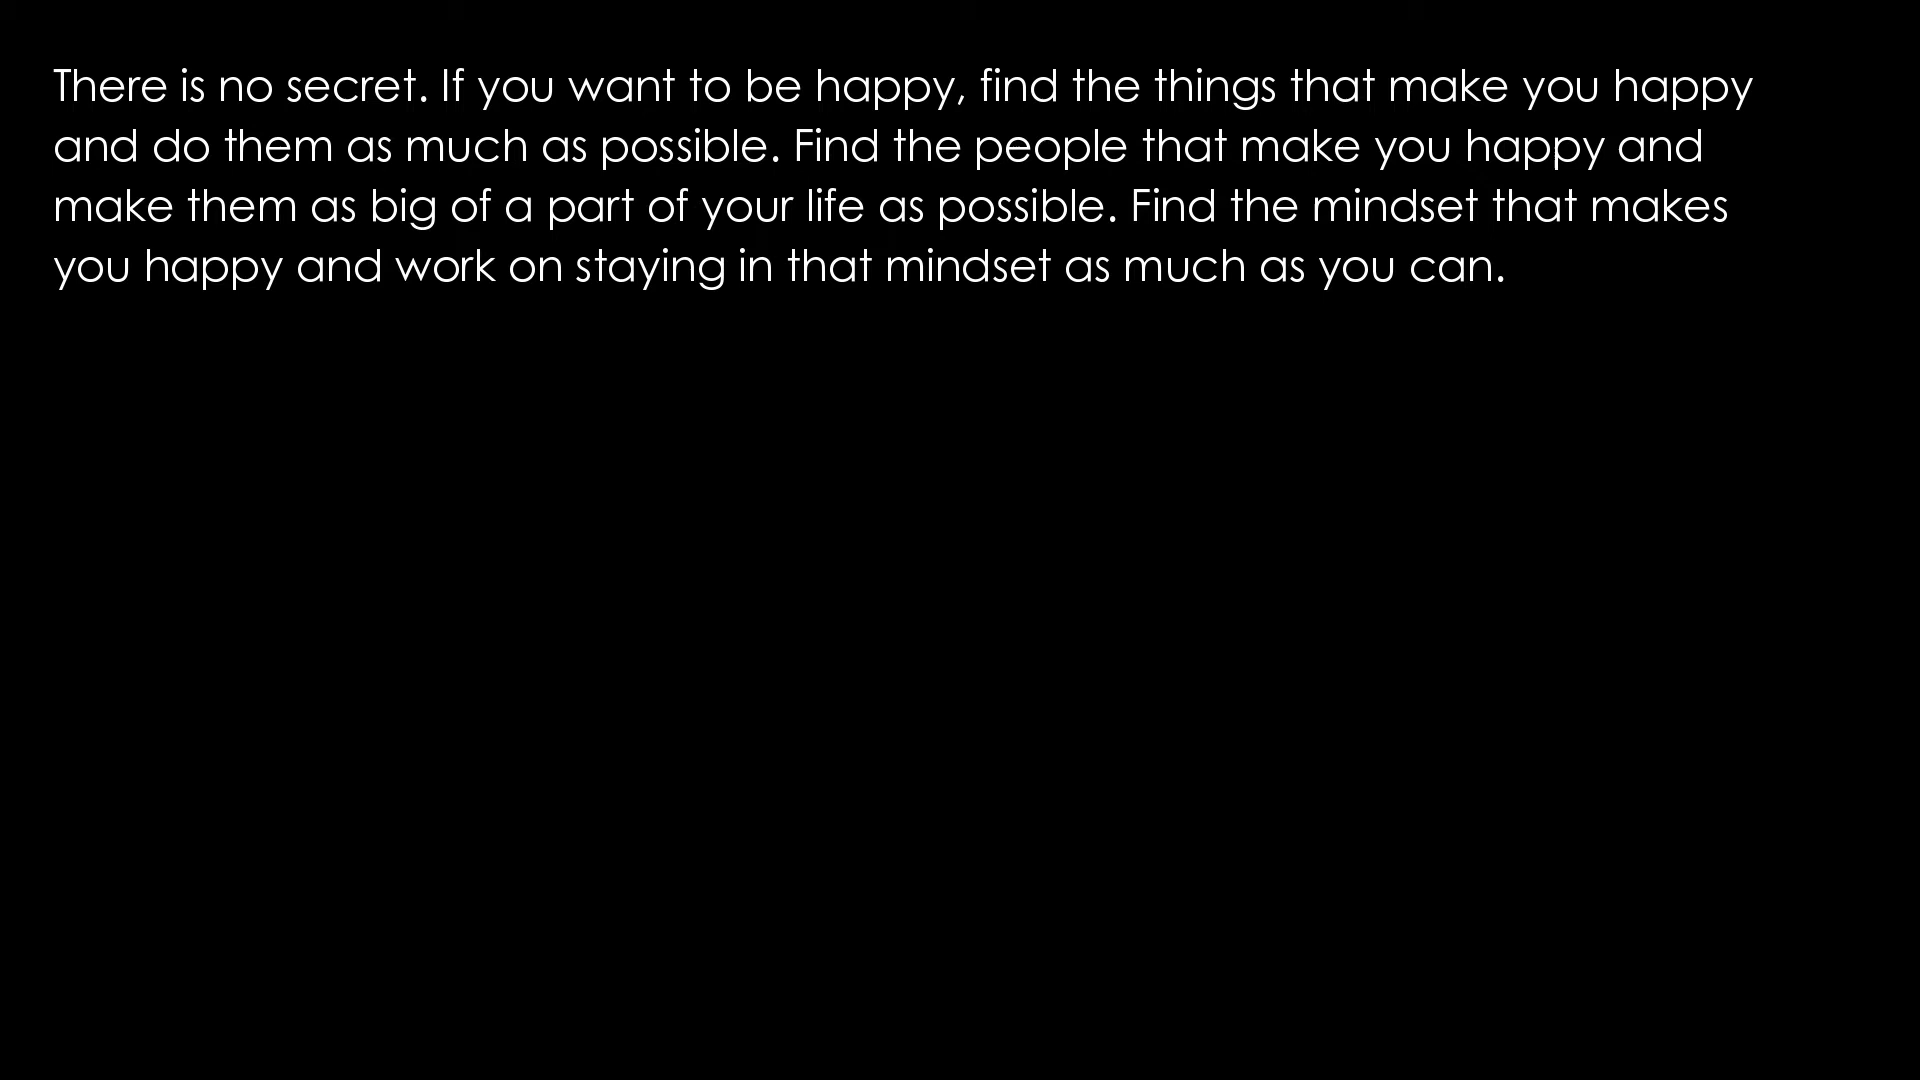 There is no secret. If you want to be happy, find the things that make you happy
and do them as much as possible. Find the people that make you happy and
make them as big of a part of your life as possible. Find the mindset that makes
you happy and work on staying in that mindset as much as you can.